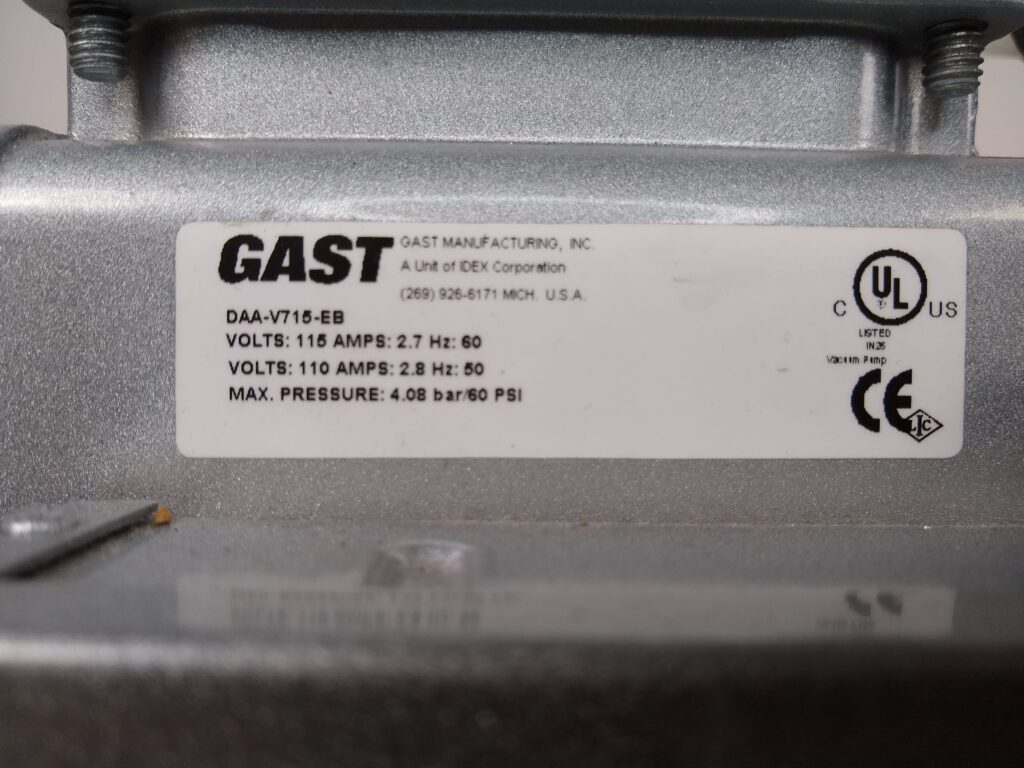 GAST
GAST MANUFACTURING, INC.
A Unit of IDEX Corporation
(269) 926-6171 MICH. U.S.A.
DAA-V715-EB
VOLTS: 115 AMPS: 2.7 Hz: 60
VOLTS: 110 AMPS: 2.8 Hz: 50
MAX. PRESSURE: 4.08 bar/60 PSI
C UL US
LISTED
IN26
Vacuum Pump
CE